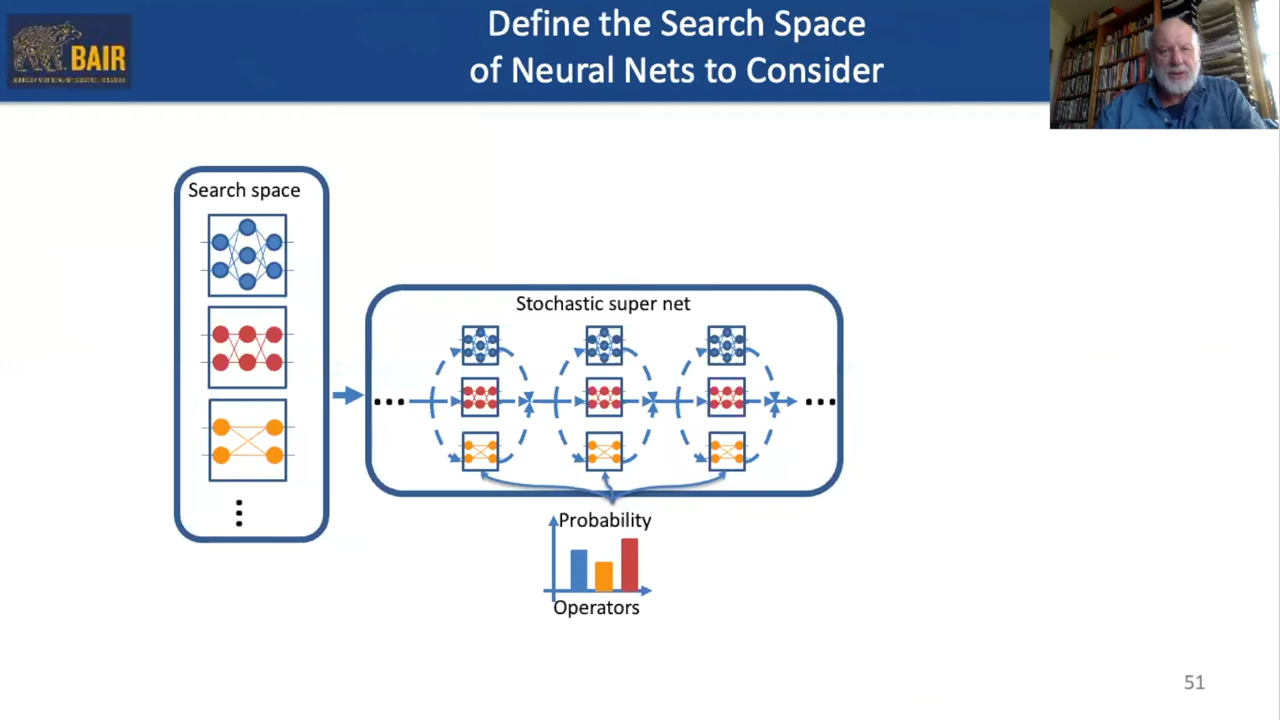 Define the Search Space
of Neural Nets to Consider
BAIR
Search space
Stochastic super net
Probability
Operators
51